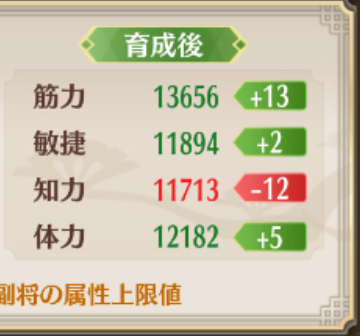 育成後
筋力 13656 +13
敏捷 11894 +2
知力 11713 -12
体力 12182 +5
副将の属性上限値